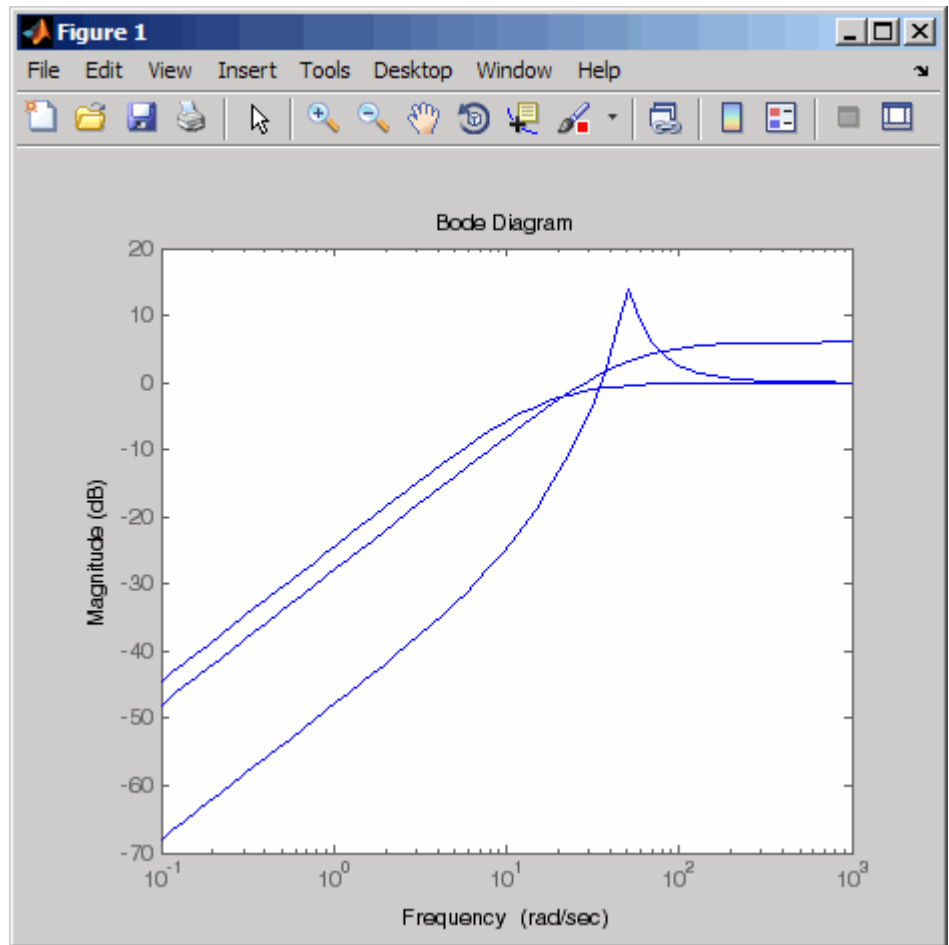 Figure 1
File Edit View Insert Tools Desktop Window Help
Bode Diagram
20
10
0
-10
-20
-30
-40
-50
-60
-70
Magnitude (dB)
10^-1 10^0 10^1 10^2 10^3
Frequency (rad/sec)